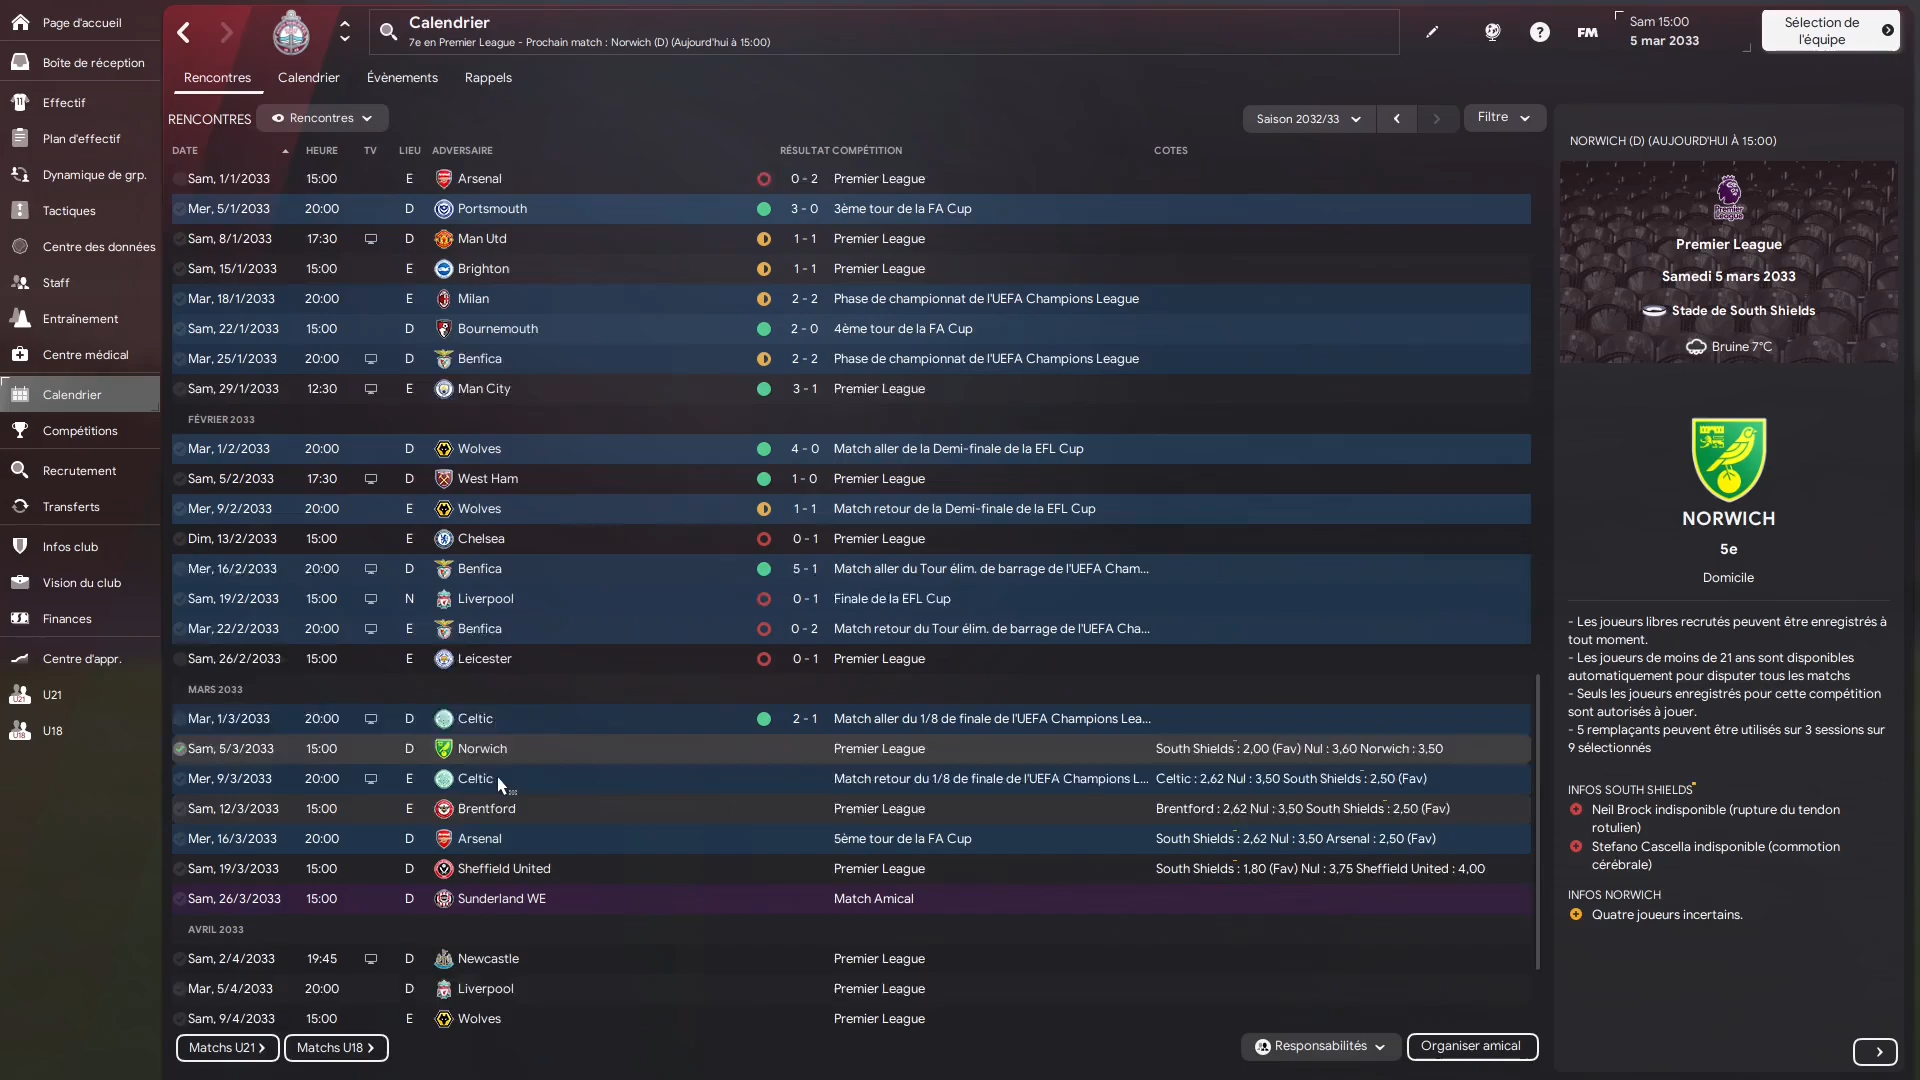 Page d'accueil
Boîte de réception
Effectif
Plan d'effectif
Dynamique de grp.
Tactiques
Centre des données
Staff
Entraînement
Centre médical
Calendrier
Compétitions
Recrutement
Transferts
Infos club
Vision du club
Finances
Centre d'appr.
U21
U18
Calendrier
7e en Premier League - Prochain match : Norwich (D) (Aujourd'hui à 15:00)
FM
Sam 15:00
5 mar 2033
Sélection de
l'équipe
Rencontres Calendrier Évènements Rappels
RENCONTRES Rencontres Saison 2032/33 Filtre
DATE HEURE TV LIEU ADVERSAIRE RÉSULTAT COMPÉTITION COTES
Sam, 1/1/2033 15:00 E Arsenal 0 - 2 Premier League
Mer, 5/1/2033 20:00 D Portsmouth 3 - 0 3ème tour de la FA Cup
Sam, 8/1/2033 17:30 D Man Utd 1 - 1 Premier League
Sam, 15/1/2033 15:00 E Brighton 1 - 1 Premier League
Mar, 18/1/2033 20:00 E Milan 2 - 2 Phase de championnat de l'UEFA Champions League
Sam, 22/1/2033 15:00 D Bournemouth 2 - 0 4ème tour de la FA Cup
Mar, 25/1/2033 20:00 D Benfica 2 - 2 Phase de championnat de l'UEFA Champions League
Sam, 29/1/2033 12:30 E Man City 3 - 1 Premier League
FÉVRIER 2033
Mar, 1/2/2033 20:00 D Wolves 4 - 0 Match aller de la Demi-finale de la EFL Cup
Sam, 5/2/2033 17:30 D West Ham 1 - 0 Premier League
Mer, 9/2/2033 20:00 E Wolves 1 - 1 Match retour de la Demi-finale de la EFL Cup
Dim, 13/2/2033 15:00 E Chelsea 0 - 1 Premier League
Mer, 16/2/2033 20:00 D Benfica 5 - 1 Match aller du Tour élim. de barrage de l'UEFA Cham...
Sam, 19/2/2033 15:00 N Liverpool 0 - 1 Finale de la EFL Cup
Mar, 22/2/2033 20:00 E Benfica 0 - 2 Match retour du Tour élim. de barrage de l'UEFA Cha...
Sam, 26/2/2033 15:00 E Leicester 0 - 1 Premier League
MARS 2033
Mar, 1/3/2033 20:00 D Celtic 2 - 1 Match aller du 1/8 de finale de l'UEFA Champions Lea...
Sam, 5/3/2033 15:00 D Norwich Premier League South Shields : 2,00 (Fav) Nul : 3,60 Norwich : 3,50
Mer, 9/3/2033 20:00 E Celtic Match retour du 1/8 de finale de l'UEFA Champions L... Celtic : 2,62 Nul : 3,50 South Shields : 2,50 (Fav)
Sam, 12/3/2033 15:00 E Brentford Premier League Brentford : 2,62 Nul : 3,50 South Shields : 2,50 (Fav)
Mer, 16/3/2033 20:00 D Arsenal 5ème tour de la FA Cup South Shields : 2,62 Nul : 3,50 Arsenal : 2,50 (Fav)
Sam, 19/3/2033 15:00 D Sheffield United Premier League South Shields : 1,80 (Fav) Nul : 3,75 Sheffield United : 4,00
Sam, 26/3/2033 15:00 D Sunderland WE Match Amical
AVRIL 2033
Sam, 2/4/2033 19:45 D Newcastle Premier League
Mar, 5/4/2033 20:00 D Liverpool Premier League
Sam, 9/4/2033 15:00 E Wolves Premier League
Matchs U21 Matchs U18 Responsabilités Organiser amical
NORWICH (D) (AUJOURD'HUI À 15:00)
Premier League
Premier League
Samedi 5 mars 2033
Stade de South Shields
Bruine 7°C
NORWICH
5e
Domicile
- Les joueurs libres recrutés peuvent être enregistrés à
tout moment.
- Les joueurs de moins de 21 ans sont disponibles
automatiquement pour disputer tous les matchs
- Seuls les joueurs enregistrés pour cette compétition
sont autorisés à jouer.
- 5 remplaçants peuvent être utilisés sur 3 sessions sur
9 sélectionnés
INFOS SOUTH SHIELDS
Neil Brock indisponible (rupture du tendon
rotulien)
Stefano Cascella indisponible (commotion
cérébrale)
INFOS NORWICH
Quatre joueurs incertains.